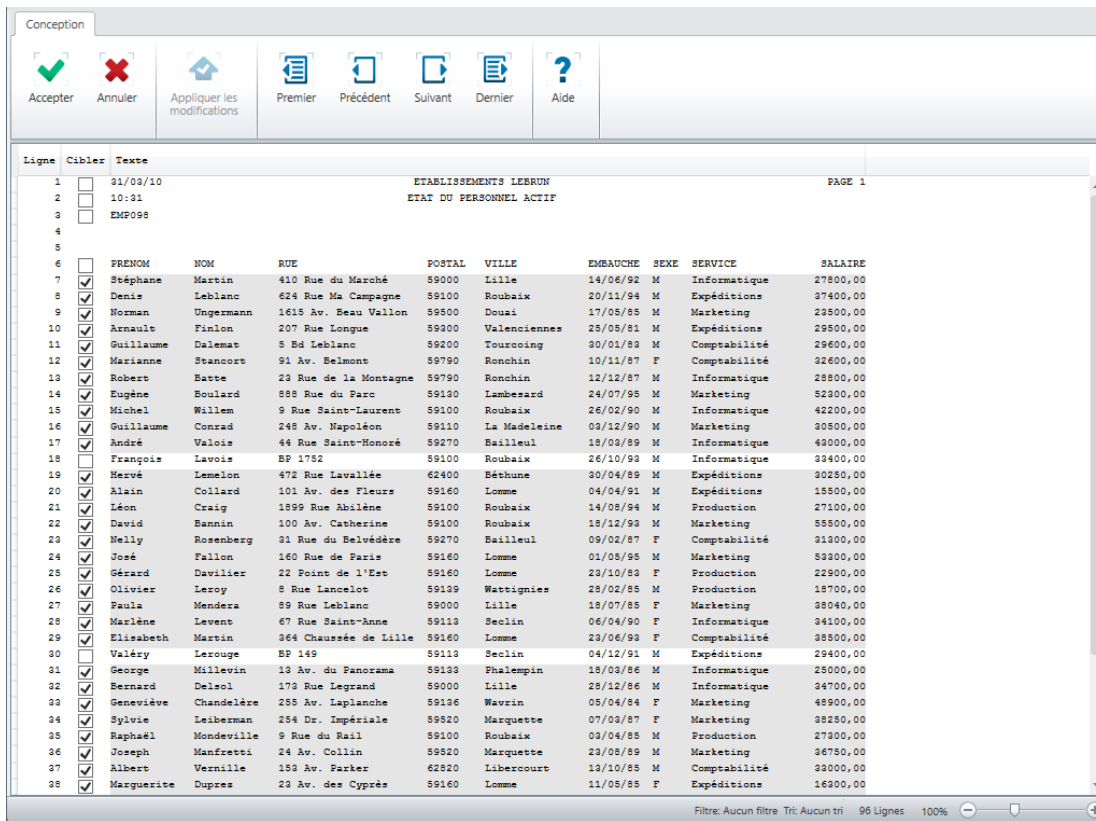 Conception
Accepter Annuler Appliquer les modifications Premier Précédent Suivant Dernier Aide
Ligne Cibler Texte
1 31/03/10 ETABLISSEMENTS LEBRUN PAGE 1
2 10:31 ETAT DU PERSONNEL ACTIF
3 EMP098
4
5
6 PRENOM NOM RUE POSTAL VILLE EMBAUCHE SEXE SERVICE SALAIRE
7 Stéphane Martin 410 Rue du Marché 59000 Lille 14/06/92 M Informatique 27800,00
8 Denis Leblanc 624 Rue Ma Campagne 59100 Roubaix 20/11/94 M Expéditions 37400,00
9 Norman Ungermann 1615 Av. Beau Vallon 59500 Douai 17/05/85 M Marketing 23500,00
10 Arnault Finlon 207 Rue Longue 59300 Valenciennes 25/05/81 M Expéditions 29500,00
11 Guillaume Dalemat 5 Bd Leblanc 59200 Tourcoing 30/01/83 M Comptabilité 29600,00
12 Marianne Stancort 91 Av. Belmont 59790 Ronchin 10/11/87 F Comptabilité 32600,00
13 Robert Batte 23 Rue de la Montagne 59790 Ronchin 12/12/87 M Informatique 28800,00
14 Eugène Boulard 888 Rue du Parc 59130 Lambesard 24/07/95 M Marketing 52300,00
15 Michel Willem 9 Rue Saint-Laurent 59100 Roubaix 26/02/90 M Informatique 42200,00
16 Guillaume Conrad 248 Av. Napoléon 59110 La Madeleine 03/12/90 M Marketing 30500,00
17 André Valois 44 Rue Saint-Honoré 59270 Bailleul 18/03/89 M Informatique 43000,00
18 François Lavois BP 1752 59100 Roubaix 26/10/93 M Informatique 33400,00
19 Hervé Lemelon 472 Rue Lavallée 62400 Béthune 30/04/89 M Expéditions 30250,00
20 Alain Collard 101 Av. des Fleurs 59160 Lomme 04/04/91 M Expéditions 15500,00
21 Léon Craig 1899 Rue Abilène 59100 Roubaix 14/08/94 M Production 27100,00
22 David Bannin 100 Av. Catherine 59100 Roubaix 18/12/93 M Marketing 55500,00
23 Nelly Rosenberg 31 Rue du Belvédère 59270 Bailleul 09/02/87 F Comptabilité 31300,00
24 José Fallon 160 Rue de Paris 59160 Lomme 01/05/95 M Marketing 53300,00
25 Gérard Davilier 22 Point de l'Est 59160 Lomme 23/10/83 F Production 22900,00
26 Olivier Leroy 8 Rue Lancelot 59139 Wattignies 28/02/85 M Production 18700,00
27 Paula Mendera 89 Rue Leblanc 59000 Lille 18/07/85 F Marketing 38040,00
28 Marlène Levent 67 Rue Saint-Anne 59113 Seclin 06/04/90 F Informatique 34100,00
29 Elisabeth Martin 364 Chaussée de Lille 59160 Lomme 23/06/93 F Comptabilité 38500,00
30 Valéry Lerouge BP 149 59113 Seclin 04/12/91 M Expéditions 29400,00
31 George Millevin 13 Av. du Panorama 59133 Phalempin 18/03/86 M Informatique 25000,00
32 Bernard Delsol 173 Rue Legrand 59000 Lille 28/12/86 M Informatique 34700,00
33 Geneviève Chandelère 255 Av. Laplanche 59136 Wavrin 05/04/84 F Marketing 48900,00
34 Sylvie Leiberman 254 Dr. Impériale 59520 Marquette 07/03/87 F Marketing 38250,00
35 Raphaël Mondeville 9 Rue du Rail 59100 Roubaix 03/04/85 M Production 27300,00
36 Joseph Manfretti 24 Av. Collin 59520 Marquette 23/08/89 M Marketing 36750,00
37 Albert Vernille 153 Av. Parker 62820 Libercourt 13/10/85 M Comptabilité 33000,00
38 Marguerite Duprez 23 Av. des Cyprès 59160 Lomme 11/05/85 F Expéditions 16300,00
Filtre: Aucun filtre Tri: Aucun tri 96 Lignes 100%